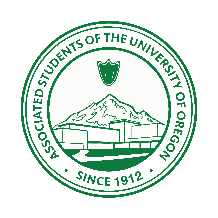 ASSOCIATED STUDENTS OF THE UNIVERSITY OF OREGON
• SINCE 1912 •